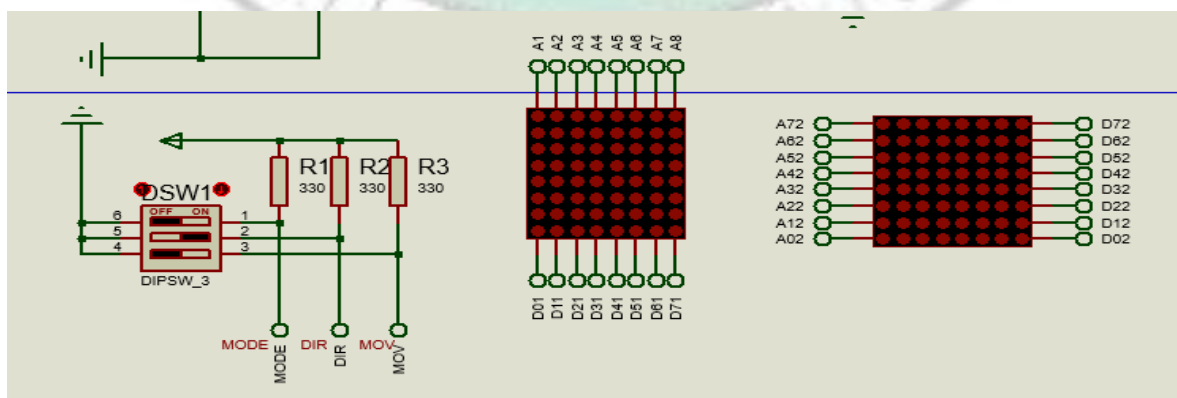 A1 A2 A3 A4 A5 A6 A7 A8
R1 R2 R3
330 330 330
DSW1
OFF ON
6 1
5 2
4 3
DIPSW_3
MODE DIR MOV
MODE DIR MOV
D01 D11 D21 D31 D41 D51 D61 D71
A72 D72
A62 D62
A52 D52
A42 D42
A32 D32
A22 D22
A12 D12
A02 D02